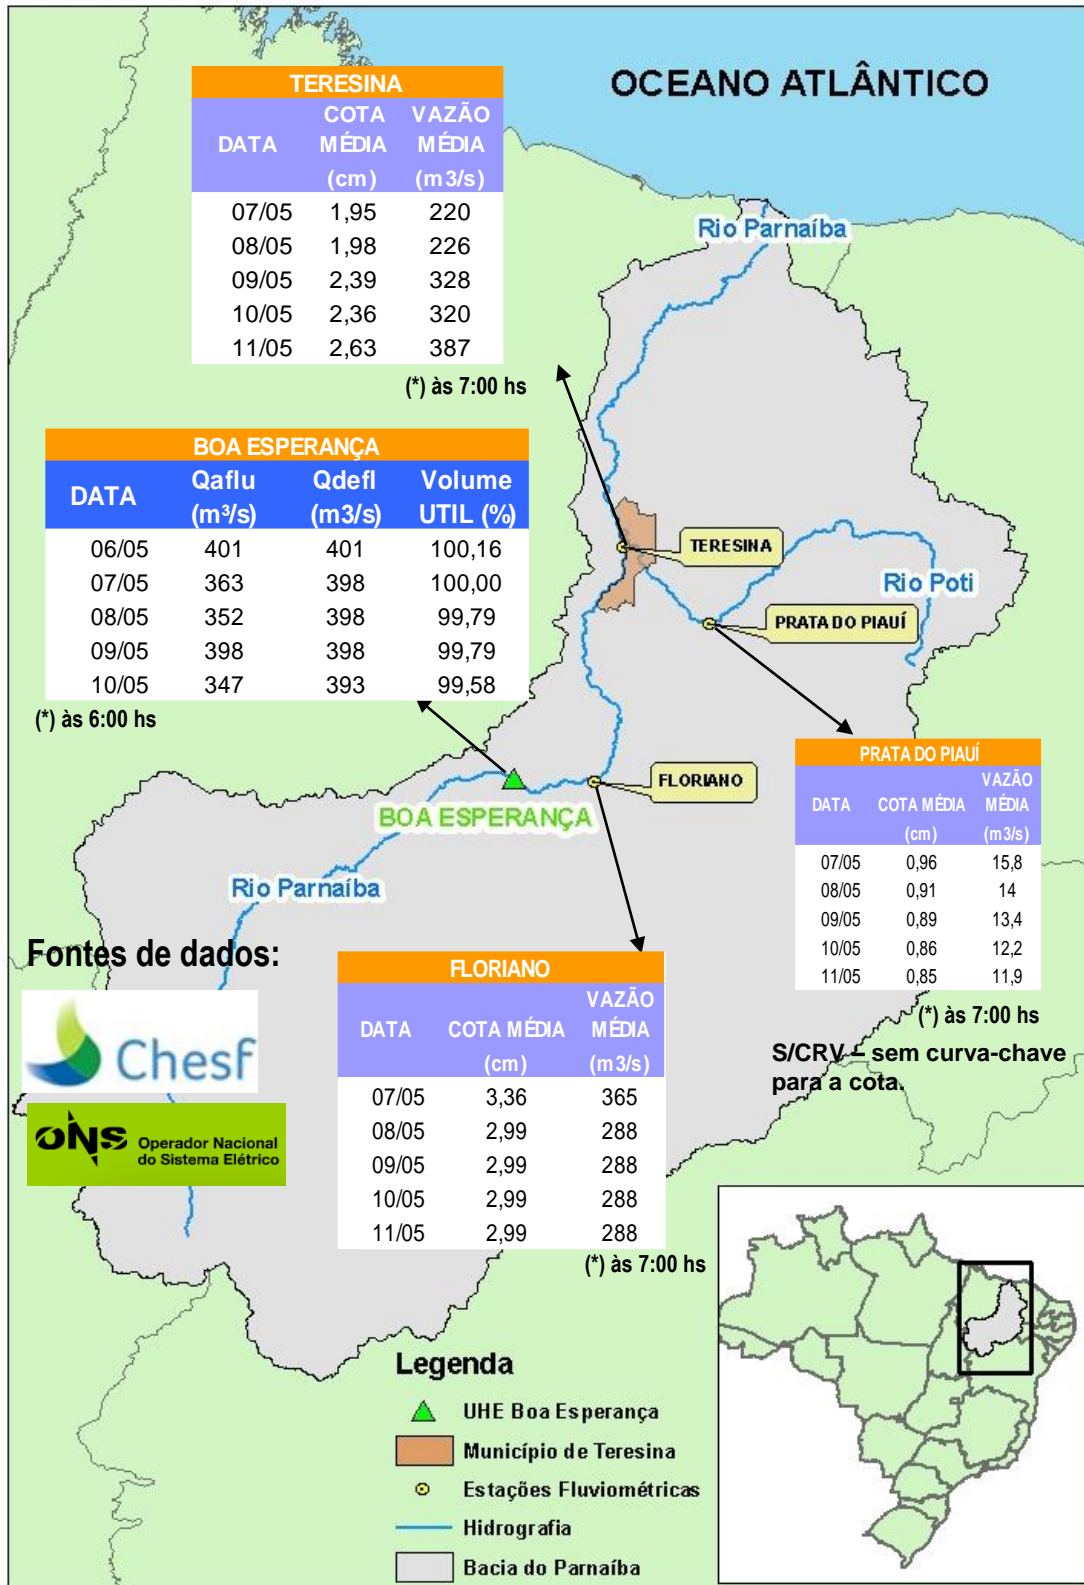 OCEANO ATLÂNTICO
TERESINA
DATA COTA MÉDIA (cm) VAZÃO MÉDIA (m3/s)
07/05 1,95 220
08/05 1,98 226
09/05 2,39 328
10/05 2,36 320
11/05 2,63 387
(*) às 7:00 hs
Rio Parnaíba
BOA ESPERANÇA
DATA Qaflu (m³/s) Qdefl (m3/s) Volume UTIL (%)
06/05 401 401 100,16
07/05 363 398 100,00
08/05 352 398 99,79
09/05 398 398 99,79
10/05 347 393 99,58
(*) às 6:00 hs
TERESINA
Rio Poti
PRATA DO PIAUÍ
FLORIANO
BOA ESPERANÇA
Rio Parnaíba
PRATA DO PIAUÍ
DATA COTA MÉDIA (cm) VAZÃO MÉDIA (m3/s)
07/05 0,96 15,8
08/05 0,91 14
09/05 0,89 13,4
10/05 0,86 12,2
11/05 0,85 11,9
(*) às 7:00 hs
S/CRV – sem curva-chave
para a cota.
Fontes de dados:
Chesf
ONS Operador Nacional
do Sistema Elétrico
FLORIANO
DATA COTA MÉDIA (cm) VAZÃO MÉDIA (m3/s)
07/05 3,36 365
08/05 2,99 288
09/05 2,99 288
10/05 2,99 288
11/05 2,99 288
(*) às 7:00 hs
Legenda
UHE Boa Esperança
Município de Teresina
Estações Fluviométricas
Hidrografia
Bacia do Parnaíba